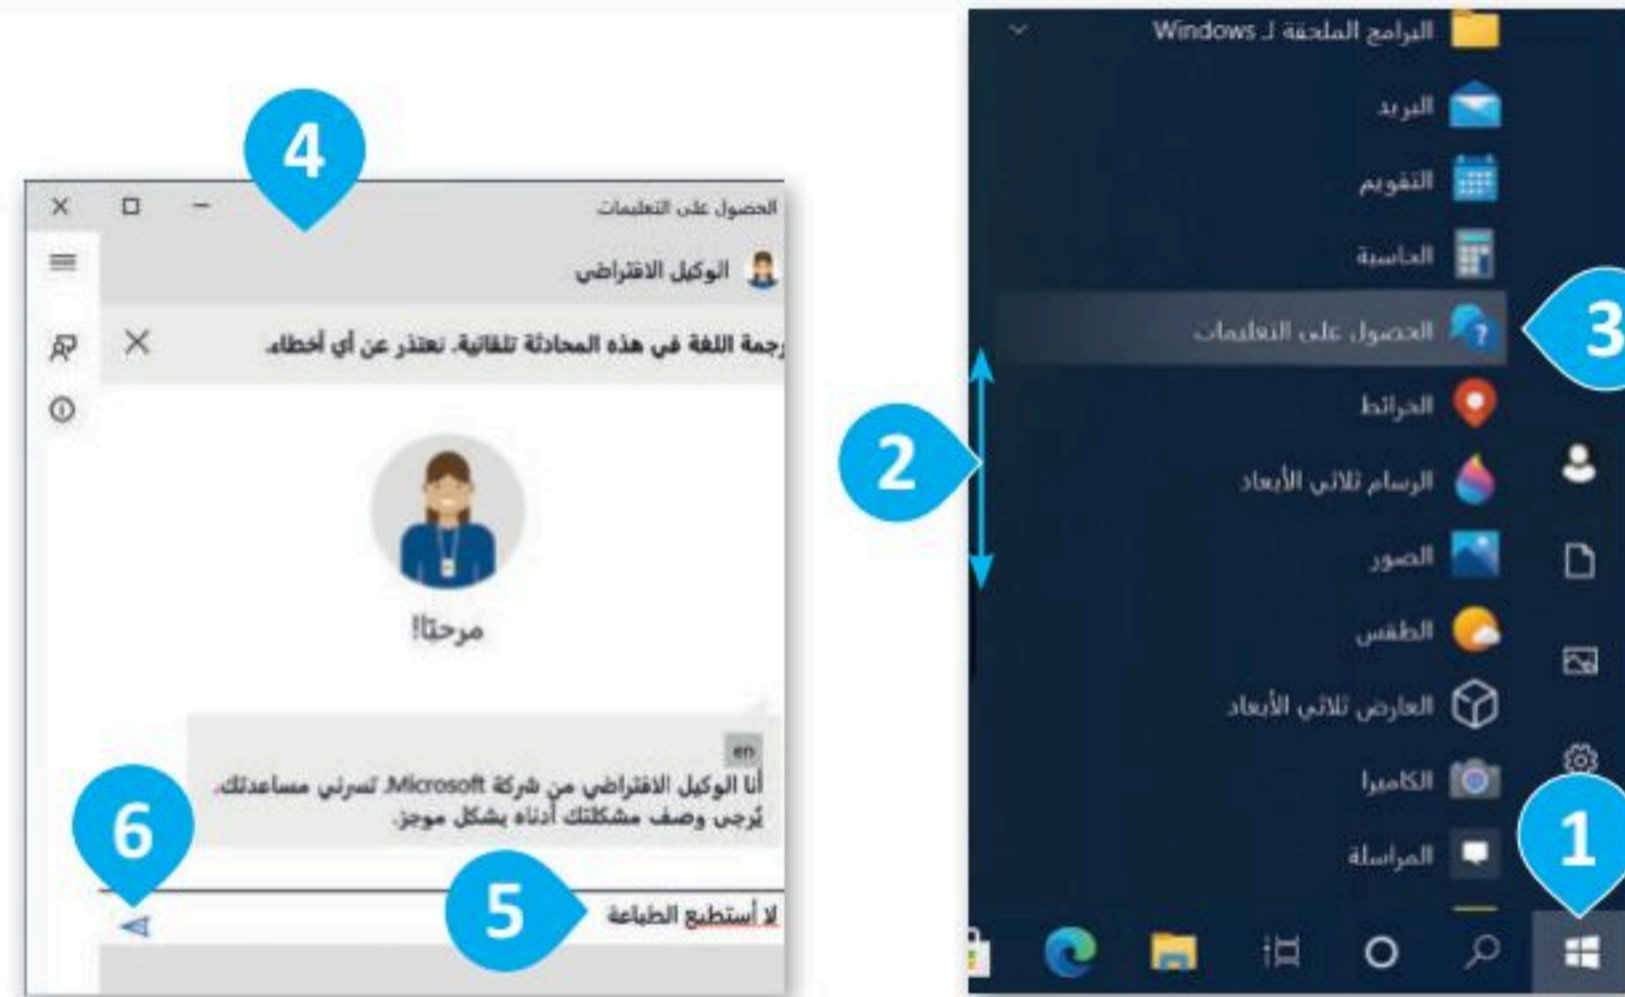 البرامج الملحقة لـ Windows
البريد
التقويم
الحاسبة
الحصول على التعليمات
3
الخرائط
2
الرسام ثلاثي الأبعاد
الصور
الطقس
العارض ثلاثي الأبعاد
الكاميرا
1
المراسلة
4
الحصول على التعليمات
الوكيل الافتراضي
رجمة اللغة في هذه المحادثة تلقائية. نعتذر عن أي أخطاء.
مرحبًا!
en
أنا الوكيل الافتراضي من شركة Microsoft. تسرني مساعدتك.
يُرجى وصف مشكلتك أدناه بشكل موجز.
6
5
لا أستطيع الطباعة